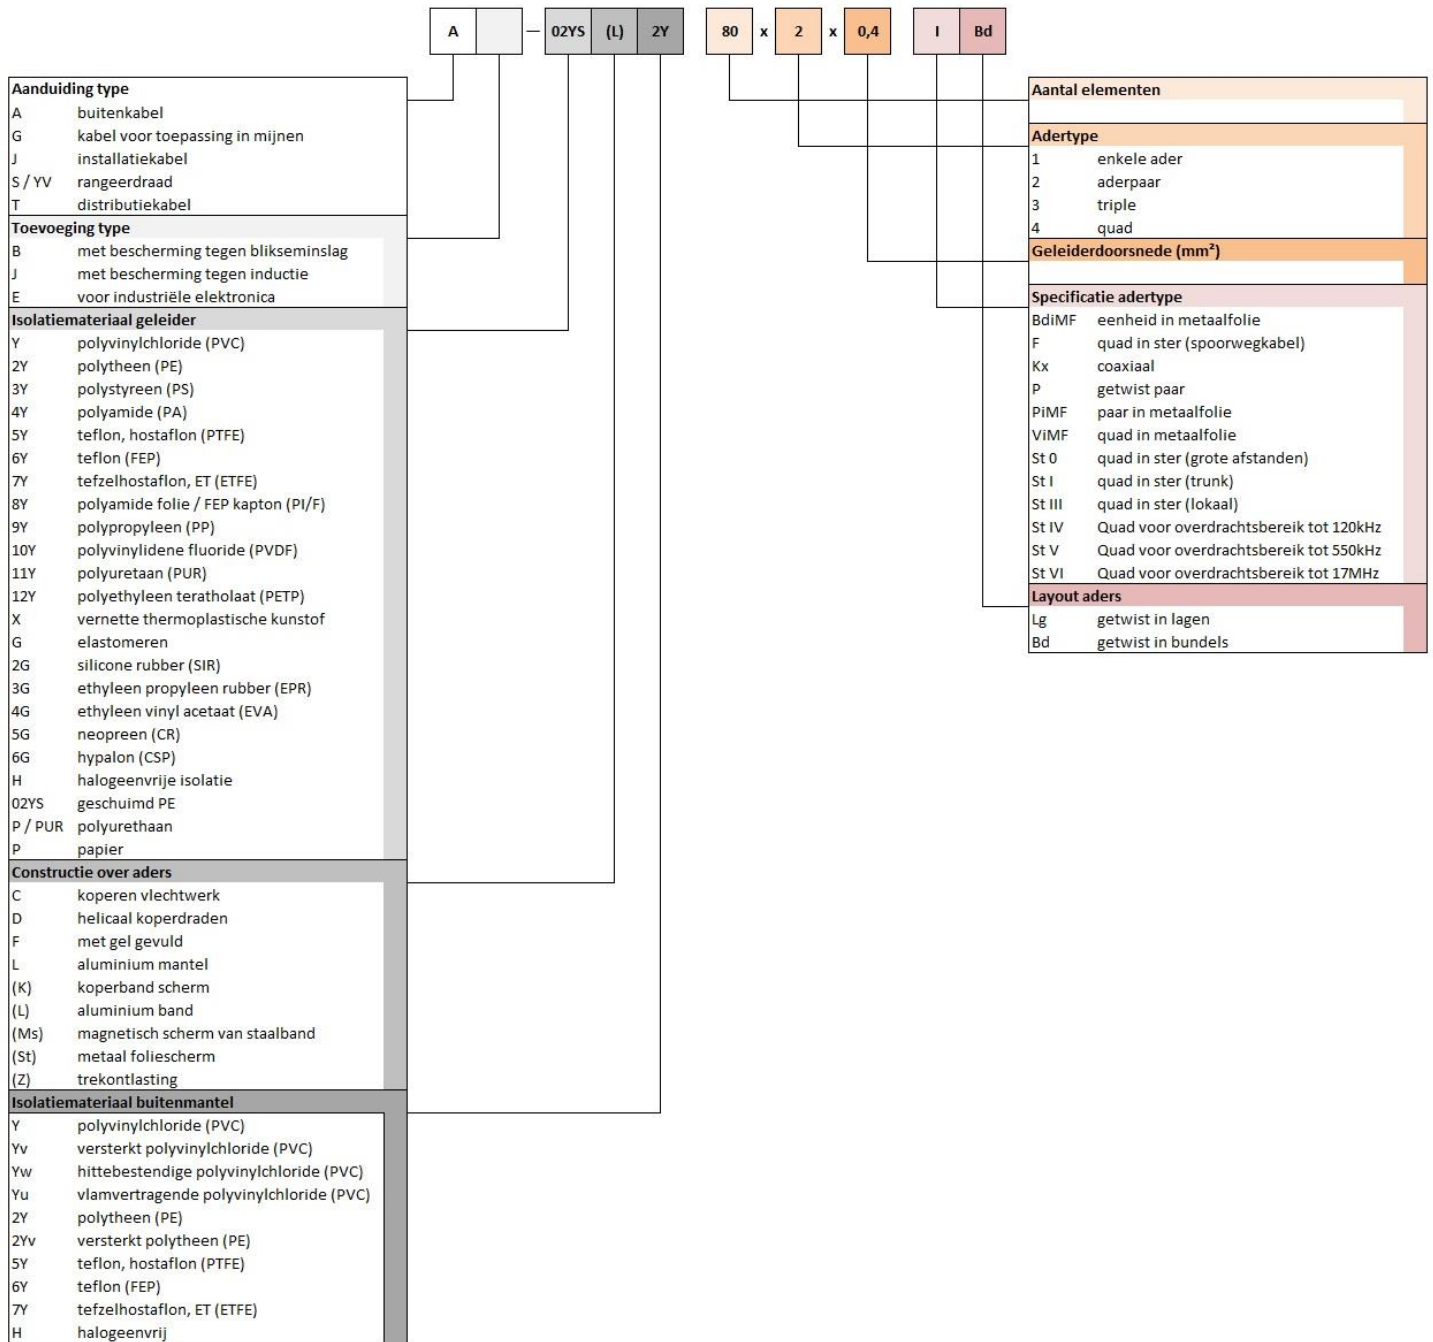 A — 02YS (L) 2Y 80 x 2 x 0,4 I Bd
Aanduiding type
A buitenkabel
G kabel voor toepassing in mijnen
J installatiekabel
S / YV rangeerdraad
T distributiekabel
Toevoeging type
B met bescherming tegen blikseminslag
J met bescherming tegen inductie
E voor industriële elektronica
Isolatiemateriaal geleider
Y polyvinylchloride (PVC)
2Y polytheen (PE)
3Y polystyreen (PS)
4Y polyamide (PA)
5Y teflon, hostaflon (PTFE)
6Y teflon (FEP)
7Y tefzelhostaflon, ET (ETFE)
8Y polyamide folie / FEP kapton (PI/F)
9Y polypropyleen (PP)
10Y polyvinylidene fluoride (PVDF)
11Y polyuretaan (PUR)
12Y polyethyleen teratholaat (PETP)
X vernette thermoplastische kunstof
G elastomeren
2G silicone rubber (SIR)
3G ethyleen propyleen rubber (EPR)
4G ethyleen vinyl acetaat (EVA)
5G neopreen (CR)
6G hypalon (CSP)
H halogeenvrije isolatie
02YS geschuimd PE
P / PUR polyurethaan
P papier
Constructie over aders
C koperen vlechtwerk
D helicaal koperdraden
F met gel gevuld
L aluminium mantel
(K) koperband scherm
(L) aluminium band
(Ms) magnetisch scherm van staalband
(St) metaal foliescherm
(Z) trekontlasting
Isolatiemateriaal buitenmantel
Y polyvinylchloride (PVC)
Yv versterkt polyvinylchloride (PVC)
Yw hittebestendige polyvinylchloride (PVC)
Yu vlamvertragende polyvinylchloride (PVC)
2Y polytheen (PE)
2Yv versterkt polytheen (PE)
5Y teflon, hostaflon (PTFE)
6Y teflon (FEP)
7Y tefzelhostaflon, ET (ETFE)
H halogeenvrij
Aantal elementen
Adertype
1 enkele ader
2 aderpaar
3 triple
4 quad
Geleiderdoorsnede (mm²)
Specificatie adertype
BdiMF eenheid in metaalfolie
F quad in ster (spoorwegkabel)
Kx coaxiaal
P getwist paar
PiMF paar in metaalfolie
ViMF quad in metaalfolie
St 0 quad in ster (grote afstanden)
St I quad in ster (trunk)
St III quad in ster (lokaal)
St IV Quad voor overdrachtsbereik tot 120kHz
St V Quad voor overdrachtsbereik tot 550kHz
St VI Quad voor overdrachtsbereik tot 17MHz
Layout aders
Lg getwist in lagen
Bd getwist in bundels